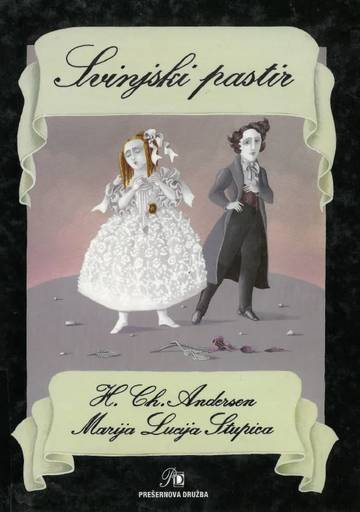 Svinjski pastir
H. Ch. Andersen
Marija Lucija Stupica
PD
PREŠERNOVA DRUŽBA